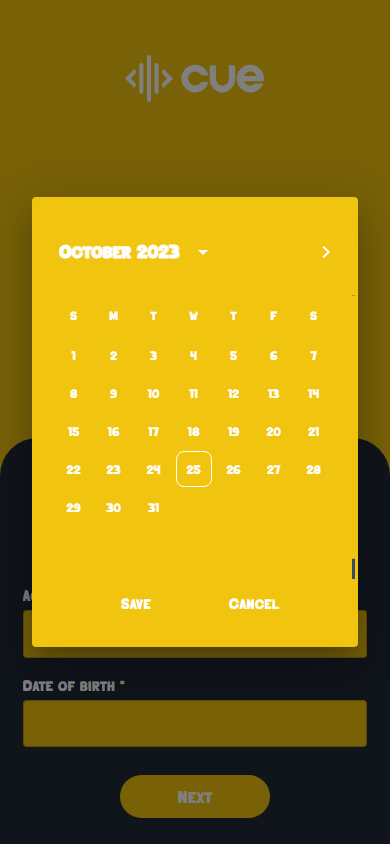 cue
October 2023
S M T W T F S
1 2 3 4 5 6 7
8 9 10 11 12 13 14
15 16 17 18 19 20 21
22 23 24 25 26 27 28
29 30 31
Save Cancel
Date of birth *
Next